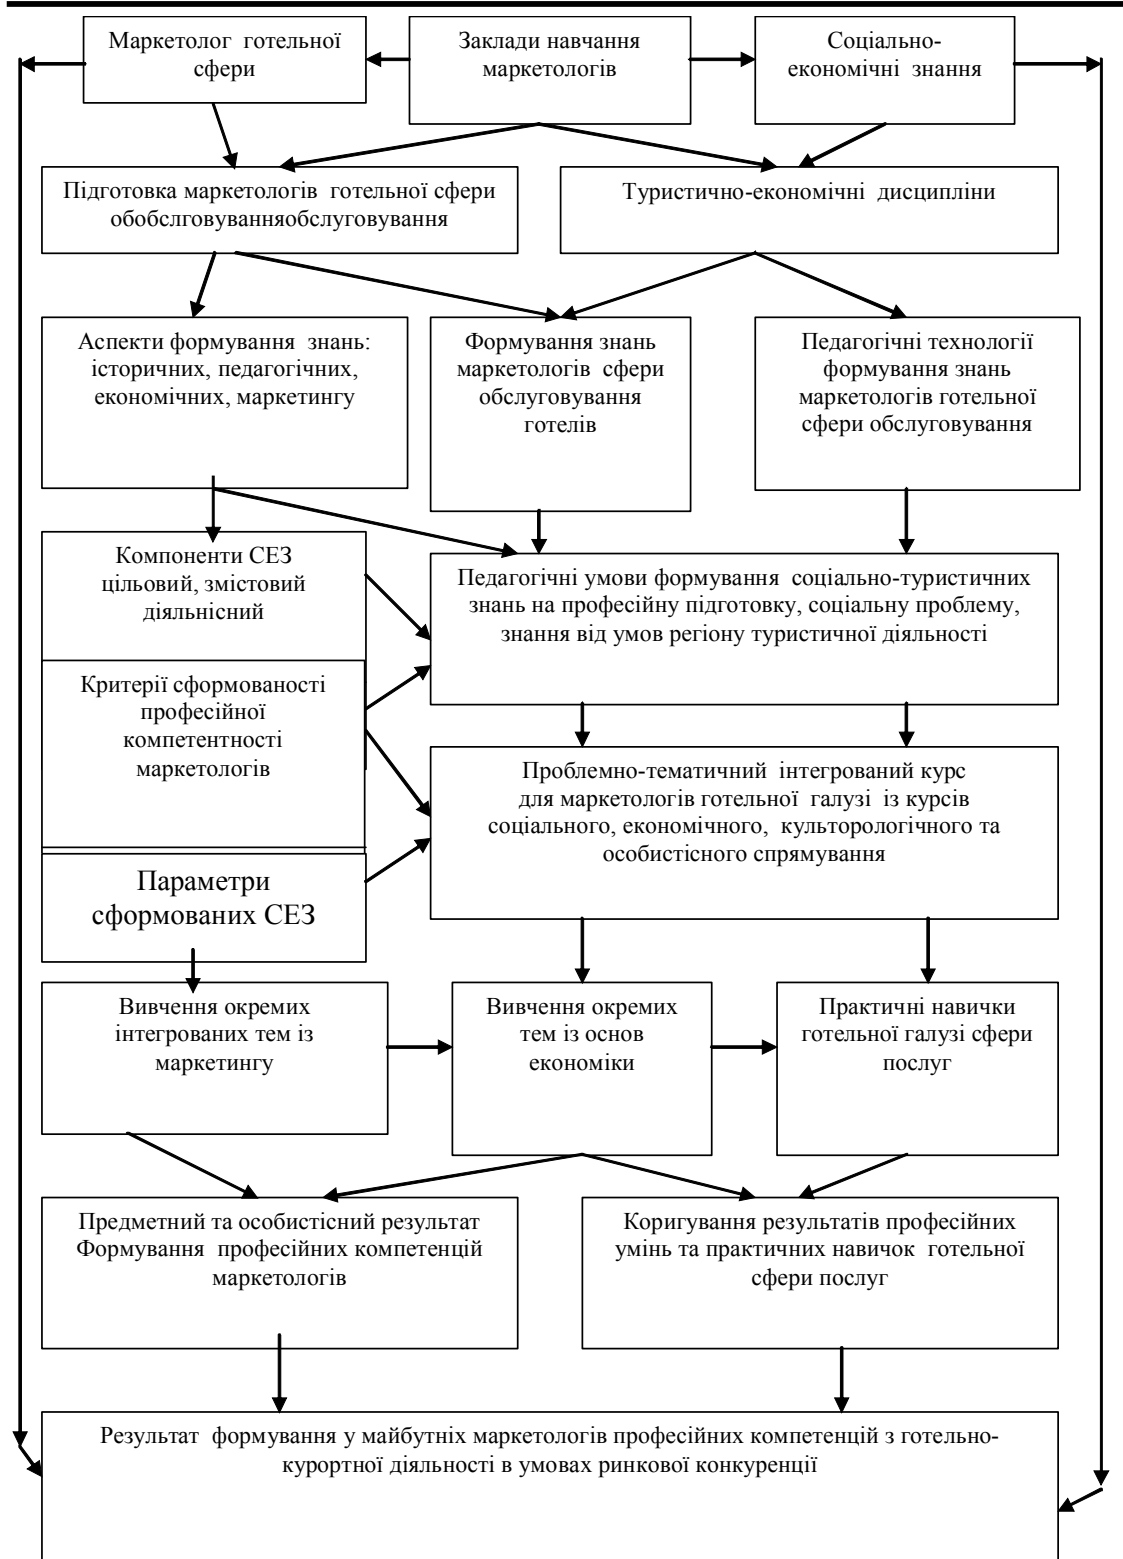 Маркетолог готельної
сфери
Заклади навчання
маркетологів
Соціально-
економічні знання
Підготовка маркетологів готельної сфери
ообобслговуванняобслуговування
Туристично-економічні дисципліни
Аспекти формування знань:
історичних, педагогічних,
економічних, маркетингу
Формування знань
маркетологів сфери
обслуговування
готелів
Педагогічні технології
формування знань
маркетологів готельної
сфери обслуговування
Компоненти СЕЗ
цільовий, змістовий
діяльнісний
Педагогічні умови формування соціально-туристичних
знань на професійну підготовку, соціальну проблему,
знання від умов регіону туристичної діяльності
Критерії сформованості
професійної
компетентності
маркетологів
Проблемно-тематичний інтегрований курс
для маркетологів готельної галузі із курсів
соціального, економічного, культорологічного та
особистісного спрямування
Параметри
сформованих СЕЗ
Вивчення окремих
інтегрованих тем із
маркетингу
Вивчення окремих
тем із основ
економіки
Практичні навички
готельної галузі сфери
послуг
Предметний та особистісний результат
Формування професійних компетенцій
маркетологів
Коригування результатів професійних
умінь та практичних навичок готельної
сфери послуг
Результат формування у майбутніх маркетологів професійних компетенцій з готельно-
курортної діяльності в умовах ринкової конкуренції